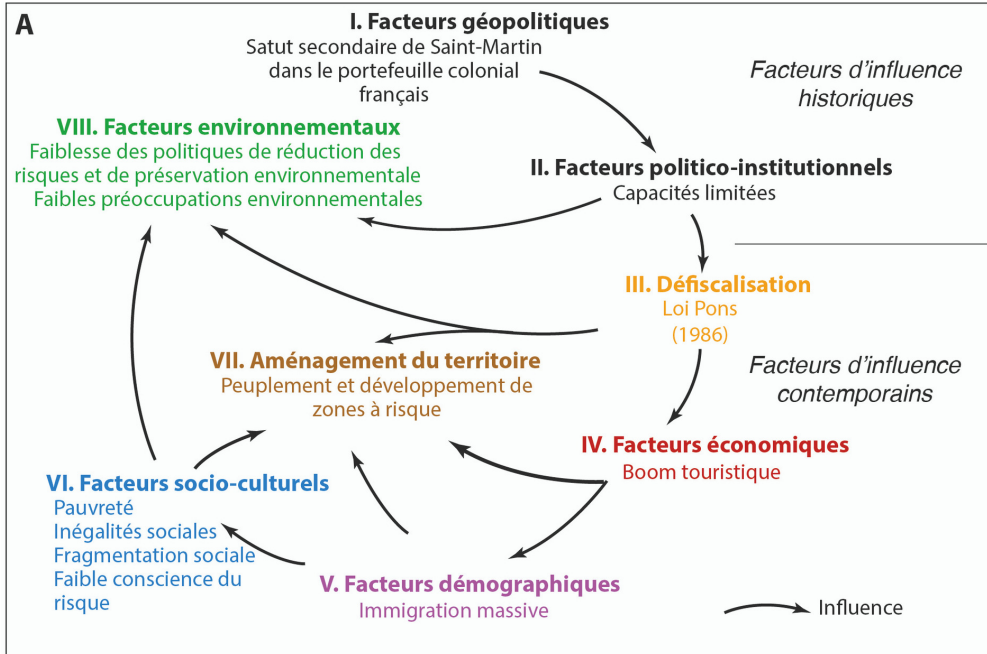 A
I. Facteurs géopolitiques
Satut secondaire de Saint-Martin
dans le portefeuille colonial
français
Facteurs d’influence
historiques
VIII. Facteurs environnementaux
Faiblesse des politiques de réduction des
risques et de préservation environnementale
Faibles préoccupations environnementales
II. Facteurs politico-institutionnels
Capacités limitées
III. Défiscalisation
Loi Pons
(1986)
VII. Aménagement du territoire
Peuplement et développement de
zones à risque
Facteurs d’influence
contemporains
IV. Facteurs économiques
Boom touristique
VI. Facteurs socio-culturels
Pauvreté
Inégalités sociales
Fragmentation sociale
Faible conscience du
risque
V. Facteurs démographiques
Immigration massive
Influence